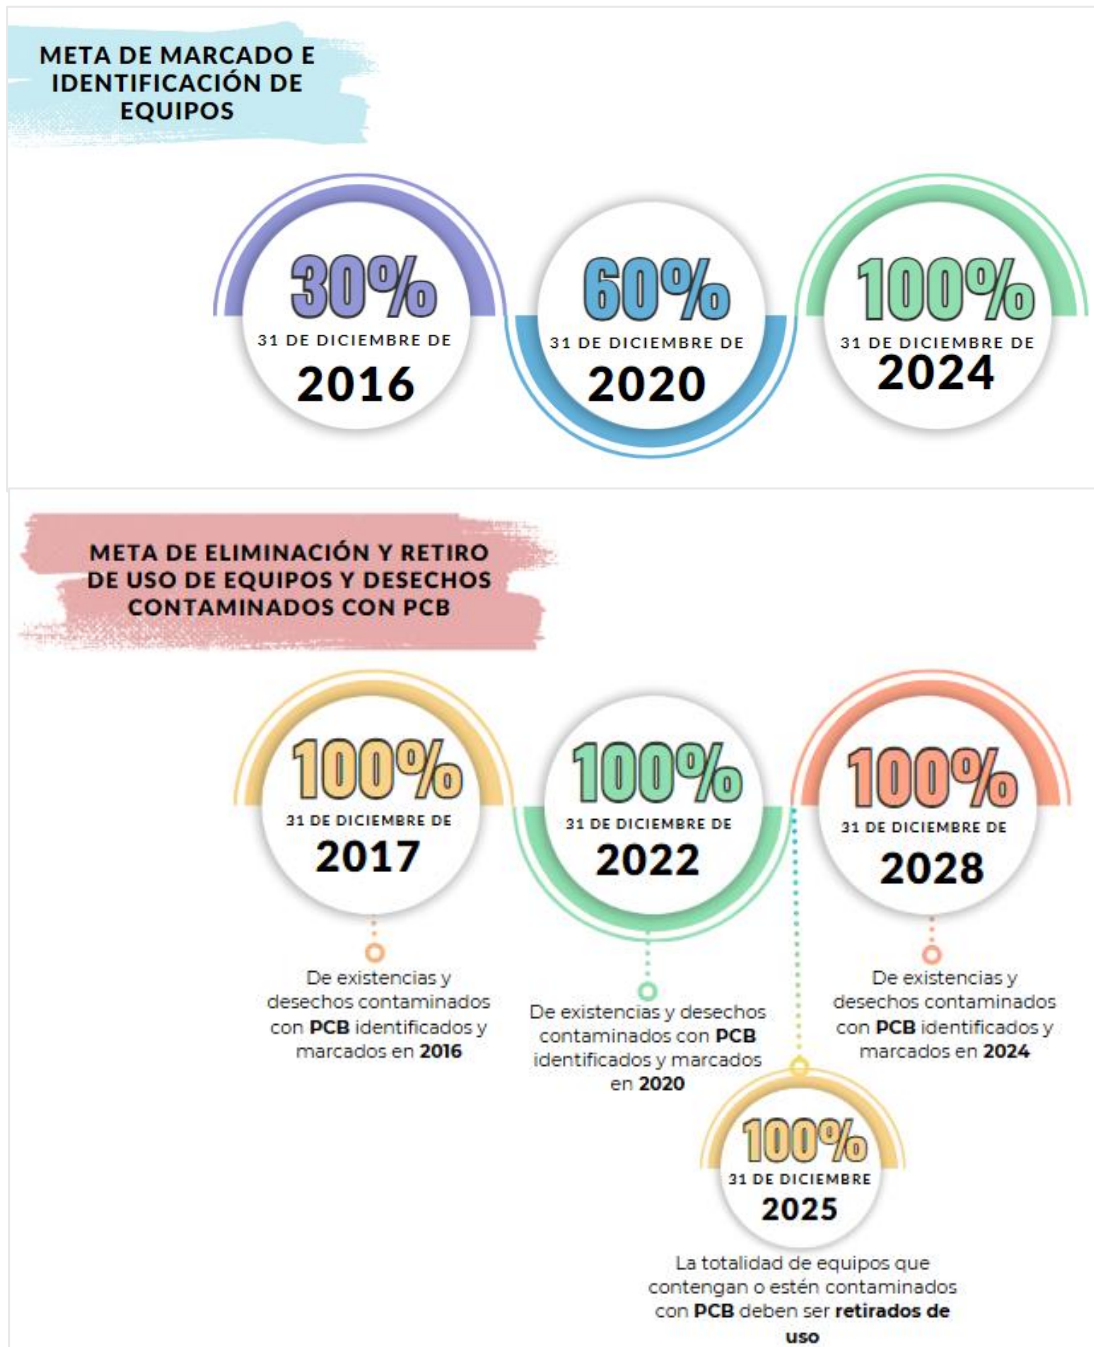 META DE MARCADO E
IDENTIFICACIÓN DE
EQUIPOS
30%
31 DE DICIEMBRE DE
2016
60%
31 DE DICIEMBRE DE
2020
100%
31 DE DICIEMBRE DE
2024
META DE ELIMINACIÓN Y RETIRO
DE USO DE EQUIPOS Y DESECHOS
CONTAMINADOS CON PCB
100%
31 DE DICIEMBRE DE
2017
De existencias y
desechos contaminados
con PCB identificados y
marcados en 2016
100%
31 DE DICIEMBRE DE
2022
De existencias y desechos
contaminados con PCB
identificados y marcados
en 2020
100%
31 DE DICIEMBRE DE
2028
De existencias y
desechos contaminados
con PCB identificados y
marcados en 2024
100%
31 DE DICIEMBRE
2025
La totalidad de equipos que
contengan o estén contaminados
con PCB deben ser retirados de
uso